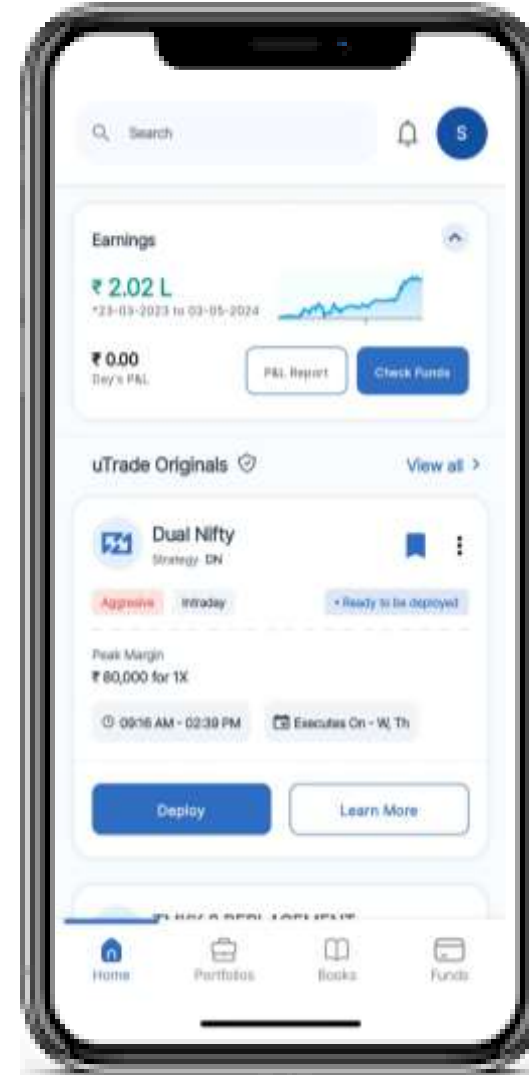 Search
S
Earnings
₹ 2.02 L
*23-03-2023 to 03-05-2024
₹ 0.00
Day's P&L
P&L Report
Check Funds
uTrade Originals
View all >
Dual Nifty
Strategy DN
Aggresive
Intraday
• Ready to be deployed
Peak Margin
₹ 80,000 for 1X
09:16 AM - 02:39 PM
Executes On - W, Th
Deploy
Learn More
REPLACEMENT
Home
Portfolios
Books
Funds